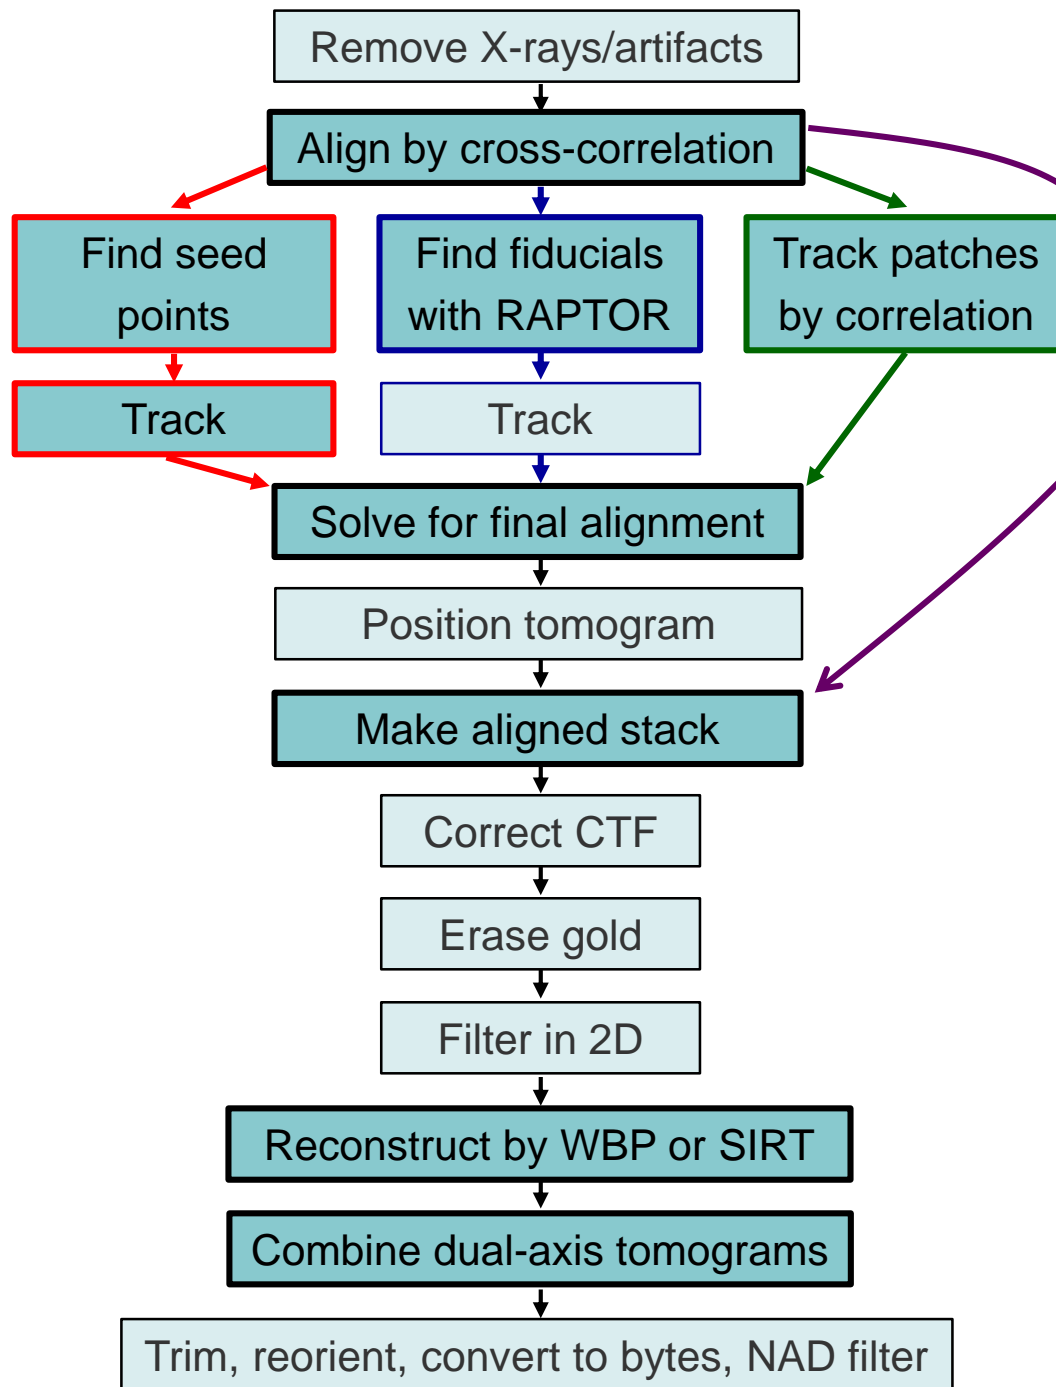 Remove X-rays/artifacts
Align by cross-correlation
Find seed
points
Find fiducials
with RAPTOR
Track patches
by correlation
Track
Track
Solve for final alignment
Position tomogram
Make aligned stack
Correct CTF
Erase gold
Filter in 2D
Reconstruct by WBP or SIRT
Combine dual-axis tomograms
Trim, reorient, convert to bytes, NAD filter